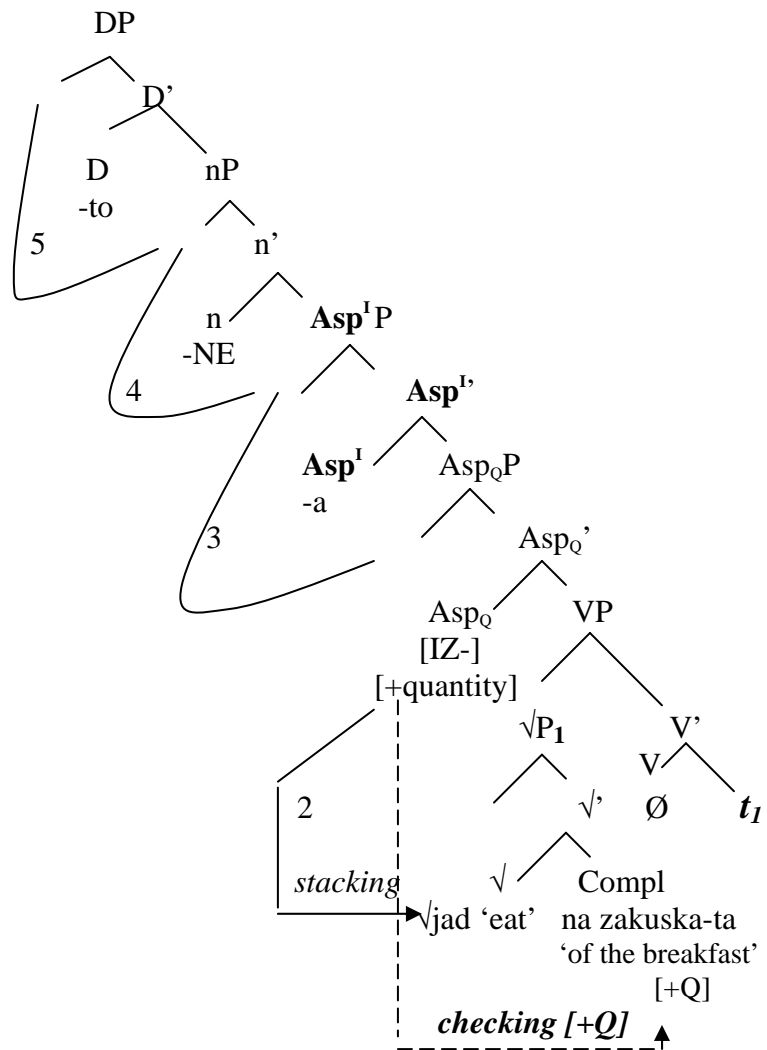 DP
D’
D nP
-to
5 n’
n Asp^I P
-NE
4 Asp^I’
Asp^I Asp_Q P
-a
3 Asp_Q’
Asp_Q VP
[IZ-]
[+quantity]
√P₁ V’
V
2 √’ Ø t₁
stacking √ Compl
√jad ‘eat’ na zakuska-ta
‘of the breakfast’
[+Q]
checking [+Q]